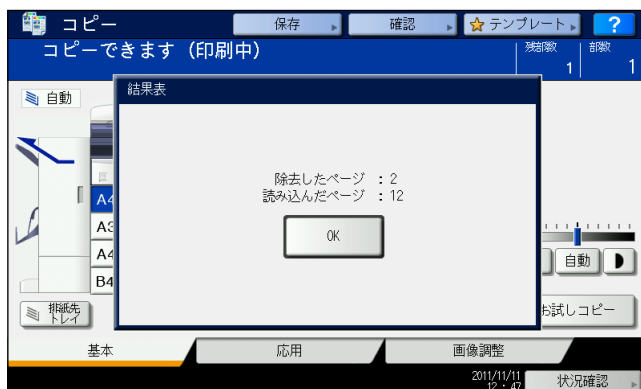 コピー
保存
確認
テンプレート
?
コピーできます（印刷中）
残部数
1
部数
1
自動
結果表
除去したページ ：2
読み込んだページ ：12
OK
A4
A3
A4
B4
自動
排紙先
トレイ
お試しコピー
基本
応用
画像調整
2011/11/11
12：47
状況確認